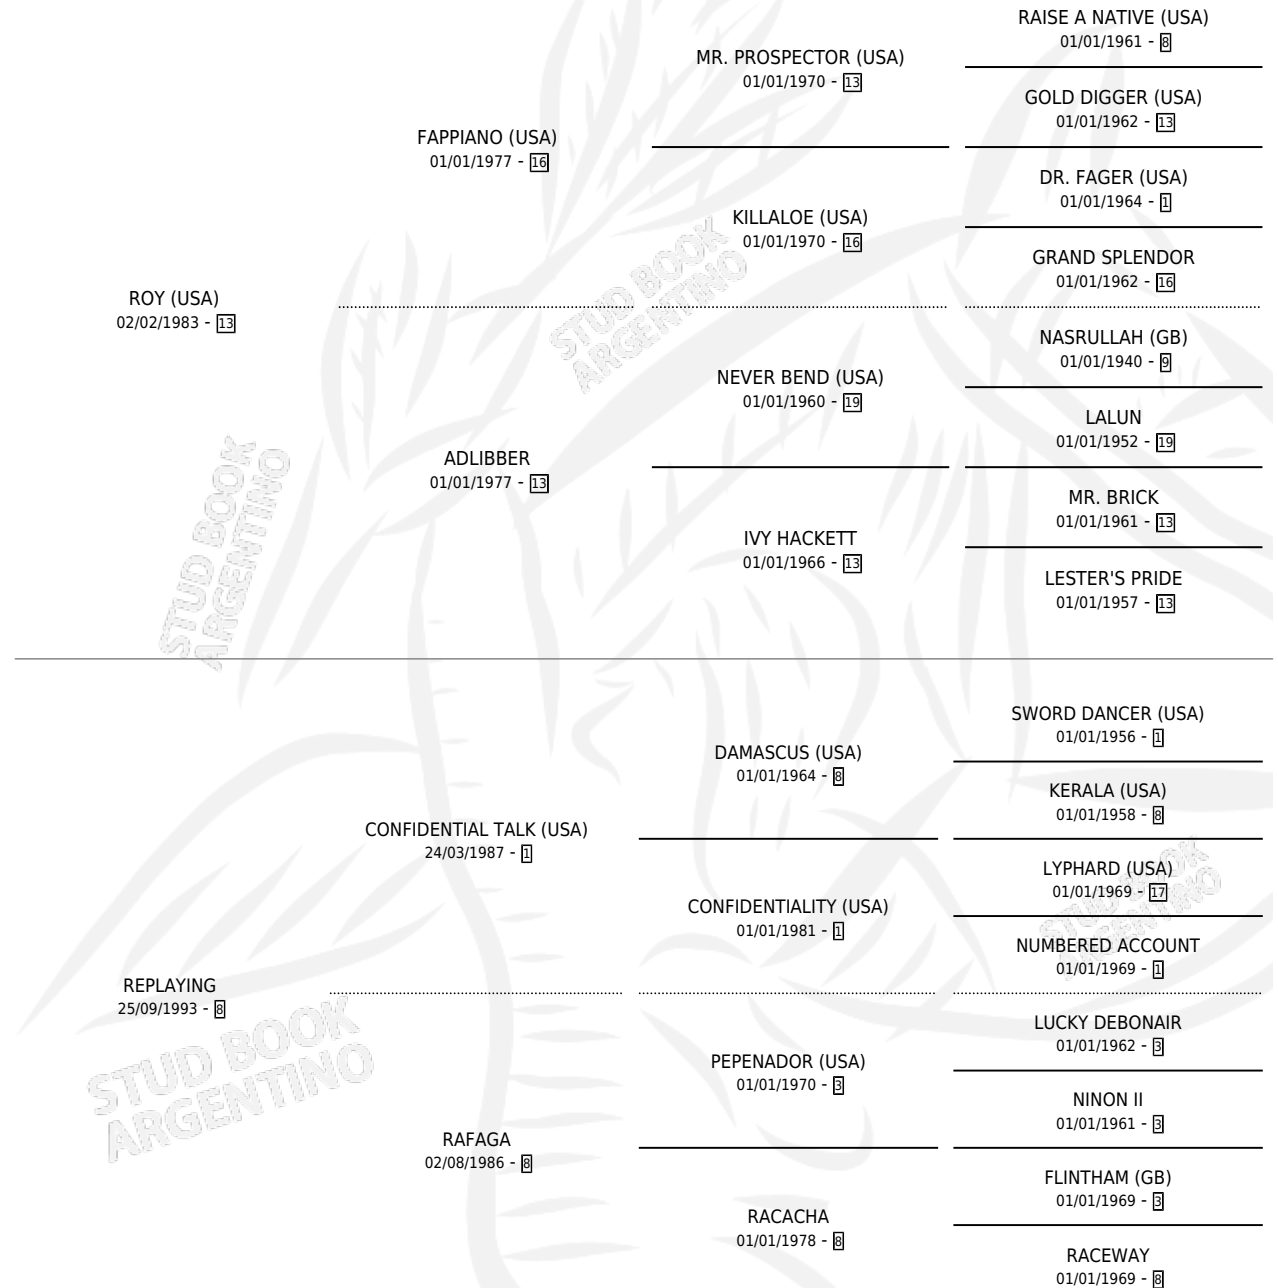 RAISE A NATIVE (USA)
01/01/1961 - 8
MR. PROSPECTOR (USA)
01/01/1970 - 13
GOLD DIGGER (USA)
01/01/1962 - 13
FAPPIANO (USA)
01/01/1977 - 16
DR. FAGER (USA)
01/01/1964 - 1
KILLALOE (USA)
01/01/1970 - 16
GRAND SPLENDOR
01/01/1962 - 16
ROY (USA)
02/02/1983 - 13
NASRULLAH (GB)
01/01/1940 - 9
NEVER BEND (USA)
01/01/1960 - 19
LALUN
01/01/1952 - 19
ADLIBBER
01/01/1977 - 13
MR. BRICK
01/01/1961 - 13
IVY HACKETT
01/01/1966 - 13
LESTER'S PRIDE
01/01/1957 - 13
SWORD DANCER (USA)
01/01/1956 - 1
DAMASCUS (USA)
01/01/1964 - 8
KERALA (USA)
01/01/1958 - 8
CONFIDENTIAL TALK (USA)
24/03/1987 - 1
LYPHARD (USA)
01/01/1969 - 17
CONFIDENTIALITY (USA)
01/01/1981 - 1
NUMBERED ACCOUNT
01/01/1969 - 1
REPLAYING
25/09/1993 - 8
LUCKY DEBONAIR
01/01/1962 - 3
PEPENADOR (USA)
01/01/1970 - 3
NINON II
01/01/1961 - 3
RAFAGA
02/08/1986 - 8
FLINTHAM (GB)
01/01/1969 - 3
RACACHA
01/01/1978 - 8
RACEWAY
01/01/1969 - 8
STUD BOOK
ARGENTINO
STUD BOOK
ARGENTINO
STUD BOOK
ARGENTINO
STUD BOOK
ARGENTINO